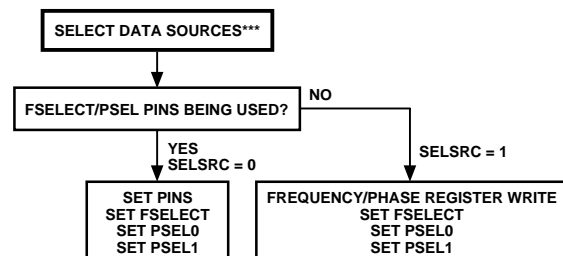 SELECT DATA SOURCES***
FSELECT/PSEL PINS BEING USED?
NO
YES
SELSRC = 0
SELSRC = 1
SET PINS
SET FSELECT
SET PSEL0
SET PSEL1
FREQUENCY/PHASE REGISTER WRITE
SET FSELECT
SET PSEL0
SET PSEL1